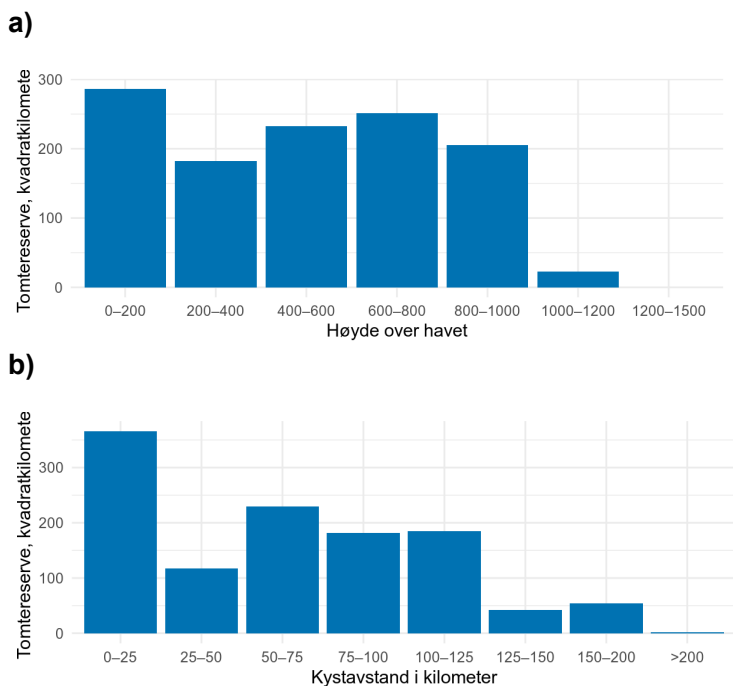 a)
Tomtereserve, kvadratkilomete
300
200
100
0
0–200 200–400 400–600 600–800 800–1000 1000–1200 1200–1500
Høyde over havet
b)
Tomtereserve, kvadratkilomete
300
200
100
0
0–25 25–50 50–75 75–100 100–125 125–150 150–200 >200
Kystavstand i kilometer